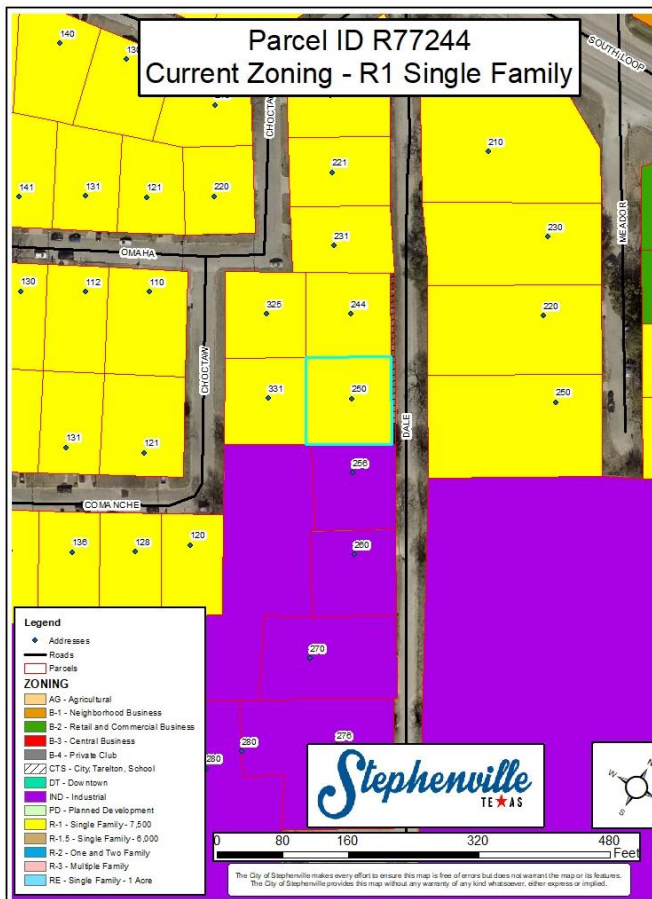 Parcel ID R77244
Current Zoning - R1 Single Family
140
SOUTH LOOP
CHOCTAW
210
221
141
131
121
220
MEADOR
231
230
OMAHA
130
112
110
325
244
220
CHOCTAW
331
250
250
DALE
131
121
256
COMANCHE
136
128
120
260
270
280
276
280
Legend
Addresses
Roads
Parcels
ZONING
AG - Agricultural
B-1 - Neighborhood Business
B-2 - Retail and Commercial Business
B-3 - Central Business
B-4 - Private Club
CTS - City, Tarelton, School
DT - Downtown
IND - Industrial
PD - Planned Development
R-1 - Single Family - 7,500
R-1.5 - Single Family - 6,000
R-2 - One and Two Family
R-3 - Multiple Family
RE - Single Family - 1 Acre
Stephenville
TEXAS
N
W
S
0 80 160 320 480
Feet
The City of Stephenville makes every effort to ensure this map is free of errors but does not warrant the map or its features.
The City of Stephenville provides this map without any warranty of any kind whatsoever, either express or implied.